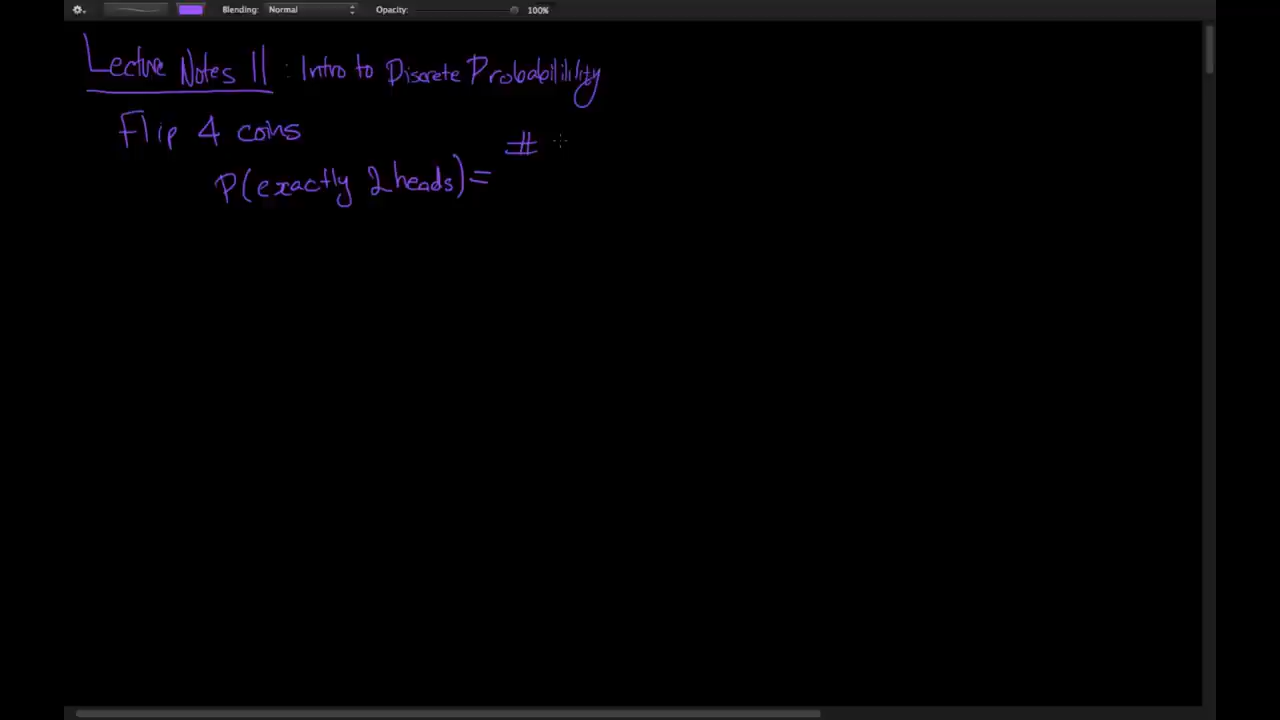 Blending: Normal Opacity: 100%
Lecture Notes 11 : Intro to Discrete Probabilility
Flip 4 coins
P(exactly 2 heads) = #